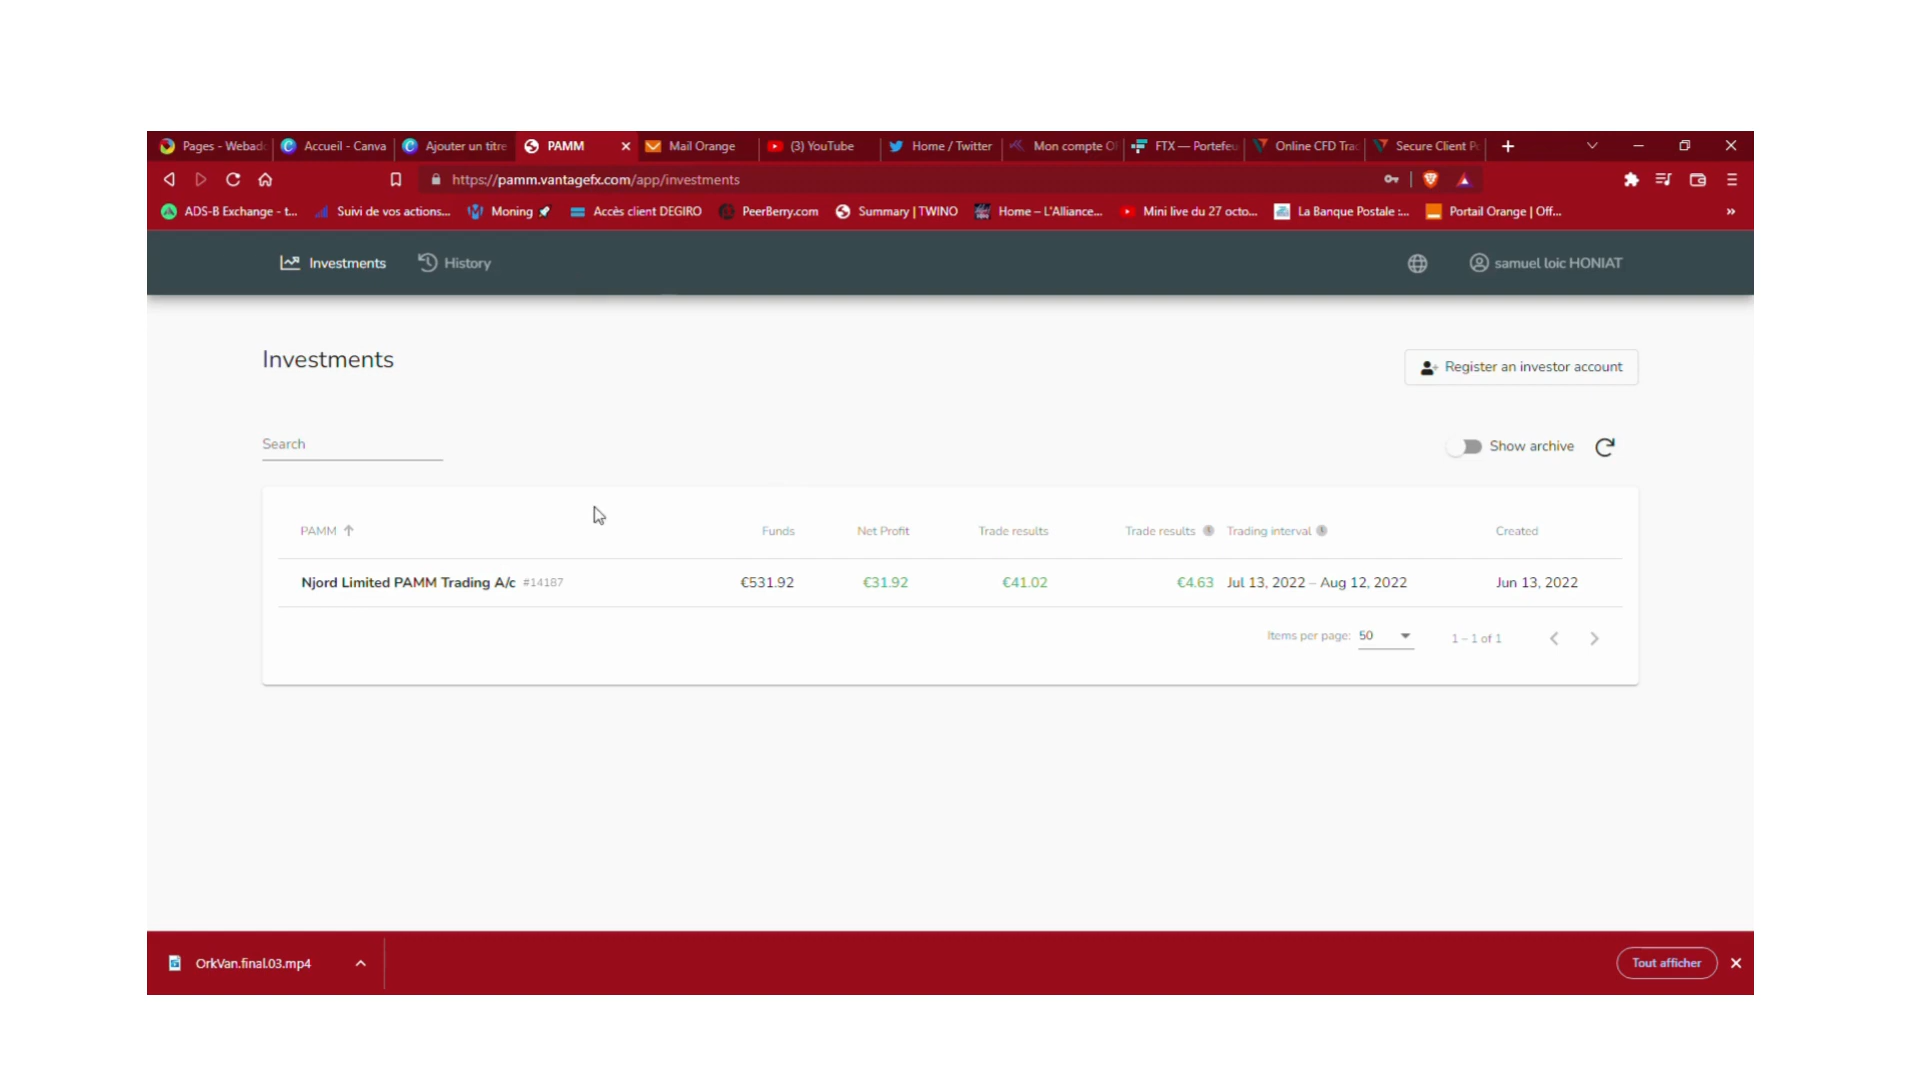 Pages - Webad
Accueil - Canva
Ajouter un titre
PAMM
Mail Orange
(3) YouTube
Home / Twitter
Mon compte
FTX — Portefeu
Online CFD Trad
Secure Client P
https://pamm.vantagefx.com/app/investments
ADS-B Exchange - t...
Suivi de vos actions...
Moning
Accès client DEGIRO
PeerBerry.com
Summary | TWINO
Home – L'Alliance...
Mini live du 27 octo...
La Banque Postale :...
Portail Orange | Off...
»
Investments
History
samuel loic HONIAT
Investments
Register an investor account
Search
Show archive
PAMM
Funds
Net Profit
Trade results
Trade results
Trading interval
Created
Njord Limited PAMM Trading A/c #14187
€531.92
€31.92
€41.02
€4.63
Jul 13, 2022 – Aug 12, 2022
Jun 13, 2022
Items per page: 50
1 – 1 of 1
OrkVan.final.03.mp4
Tout afficher